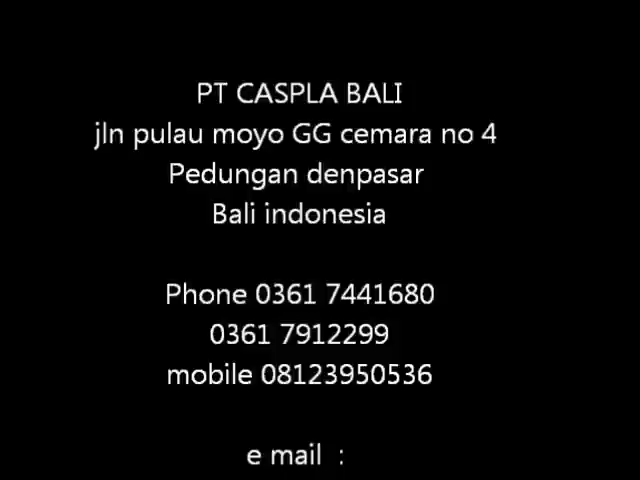 PT CASPLA BALI
jln pulau moyo GG cemara no 4
Pedungan denpasar
Bali indonesia
Phone 0361 7441680
0361 7912299
mobile 08123950536
e mail  :